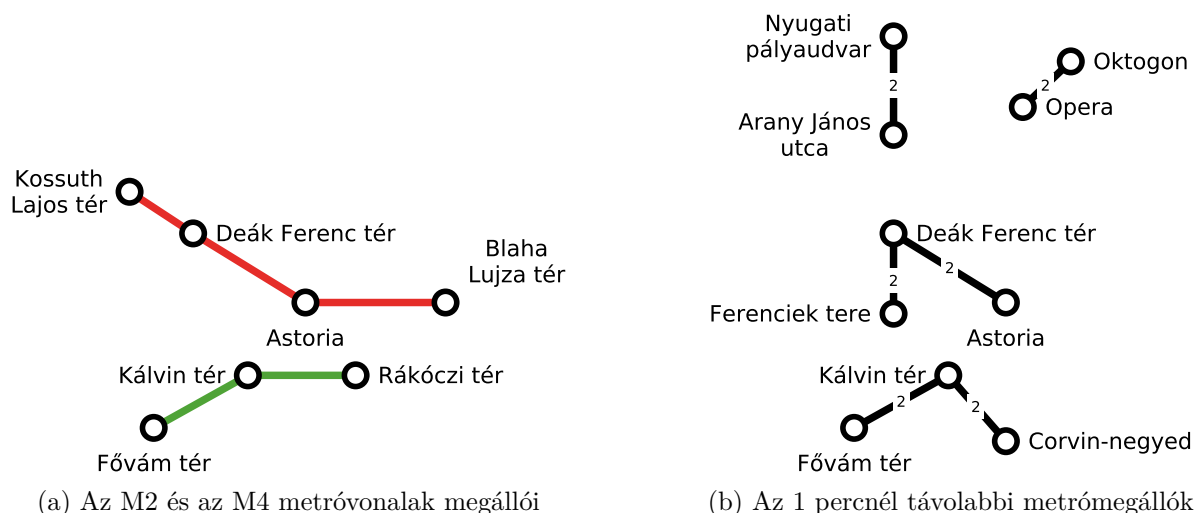 Kossuth
Lajos tér
Deák Ferenc tér
Blaha
Lujza tér
Astoria
Kálvin tér
Rákóczi tér
Fővám tér
(a) Az M2 és az M4 metróvonalak megállói
Nyugati
pályaudvar
2
Oktogon
2
Opera
Arany János
utca
Deák Ferenc tér
2
2
Ferenciek tere
Astoria
Kálvin tér
2
2
Corvin-negyed
Fővám tér
(b) Az 1 percnél távolabbi metrómegállók